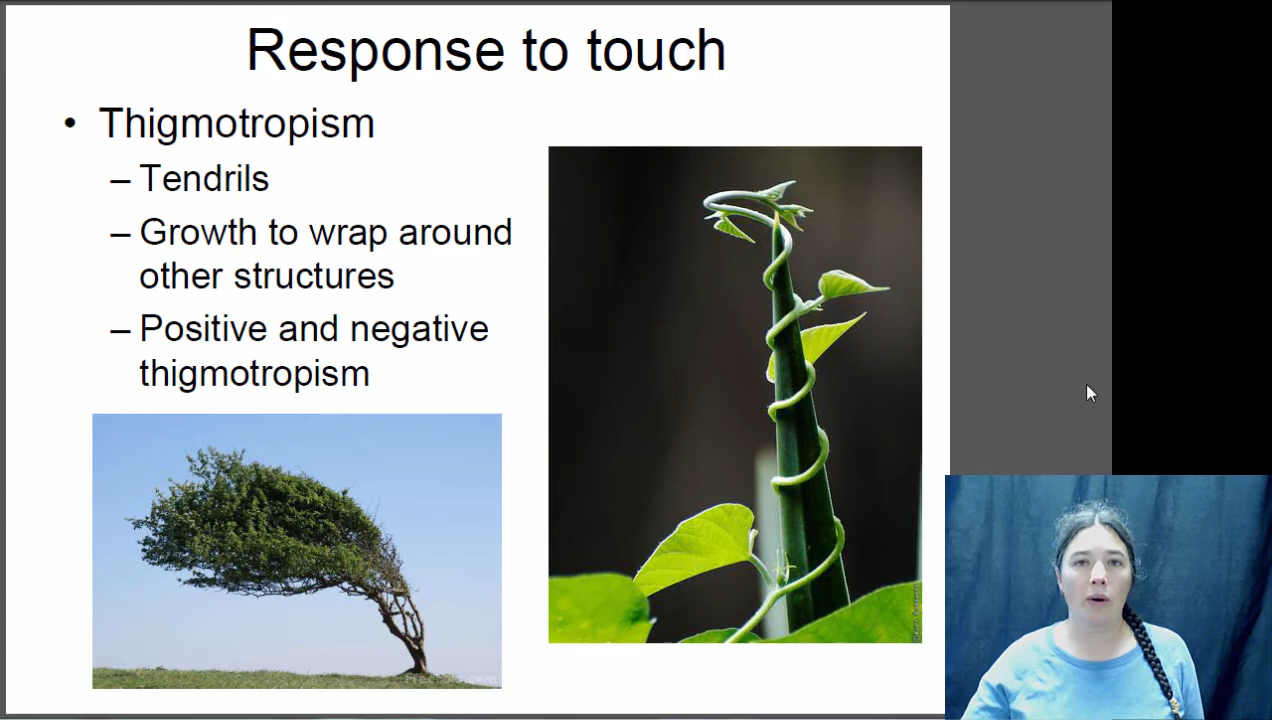 Response to touch
• Thigmotropism
– Tendrils
– Growth to wrap around
other structures
– Positive and negative
thigmotropism